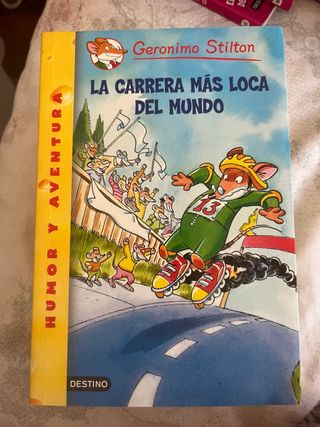 Geronimo Stilton
LA CARRERA MÁS LOCA
DEL MUNDO
HUMOR Y AVENTURA
13
DESTINO